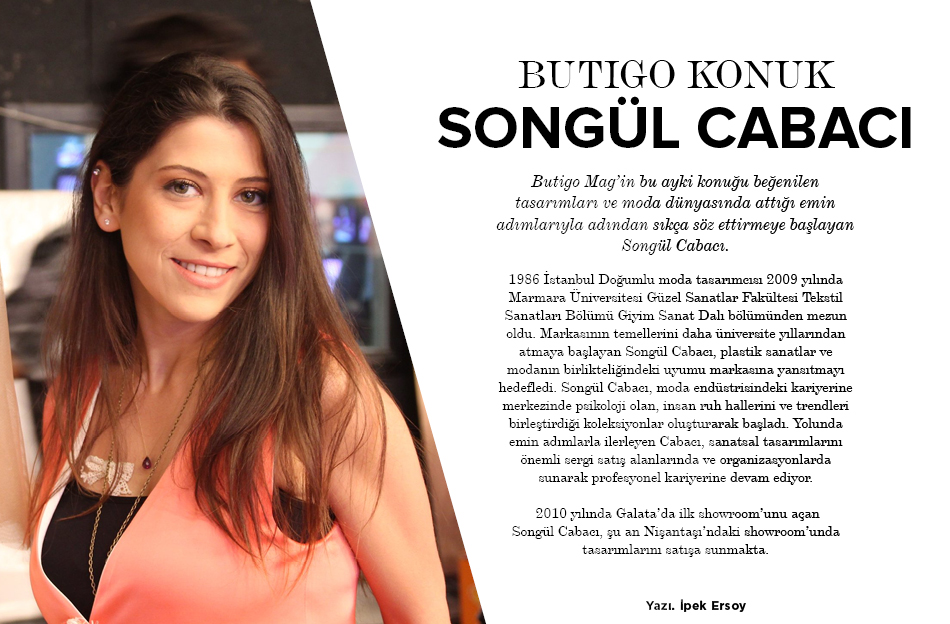 BUTIGO KONUK
SONGÜL CABACI
Butigo Mag'in bu ayki konuğu beğenilen
tasarımları ve moda dünyasında attığı emin
adımlarıyla adından sıkça söz ettirmeye başlayan
Songül Cabacı.
1986 İstanbul Doğumlu moda tasarımcısı 2009 yılında
Marmara Üniversitesi Güzel Sanatlar Fakültesi Tekstil
Sanatları Bölümü Giyim Sanat Dalı bölümünden mezun
oldu. Markasının temellerini daha üniversite yıllarından
atmaya başlayan Songül Cabacı, plastik sanatlar ve
modanın birlikteliğindeki uyumu markasına yansıtmayı
hedefledi. Songül Cabacı, moda endüstrisindeki kariyerine
merkezinde psikoloji olan, insan ruh hallerini ve trendleri
birleştirdiği koleksiyonlar oluşturarak başladı. Yolunda
emin adımlarla ilerleyen Cabacı, sanatsal tasarımlarını
önemli sergi satış alanlarında ve organizasyonlarda
sunarak profesyonel kariyerine devam ediyor.
2010 yılında Galata'da ilk showroom'unu açan
Songül Cabacı, şu an Nişantaşı'ndaki showroom'unda
tasarımlarını satışa sunmakta.
Yazı. İpek Ersoy